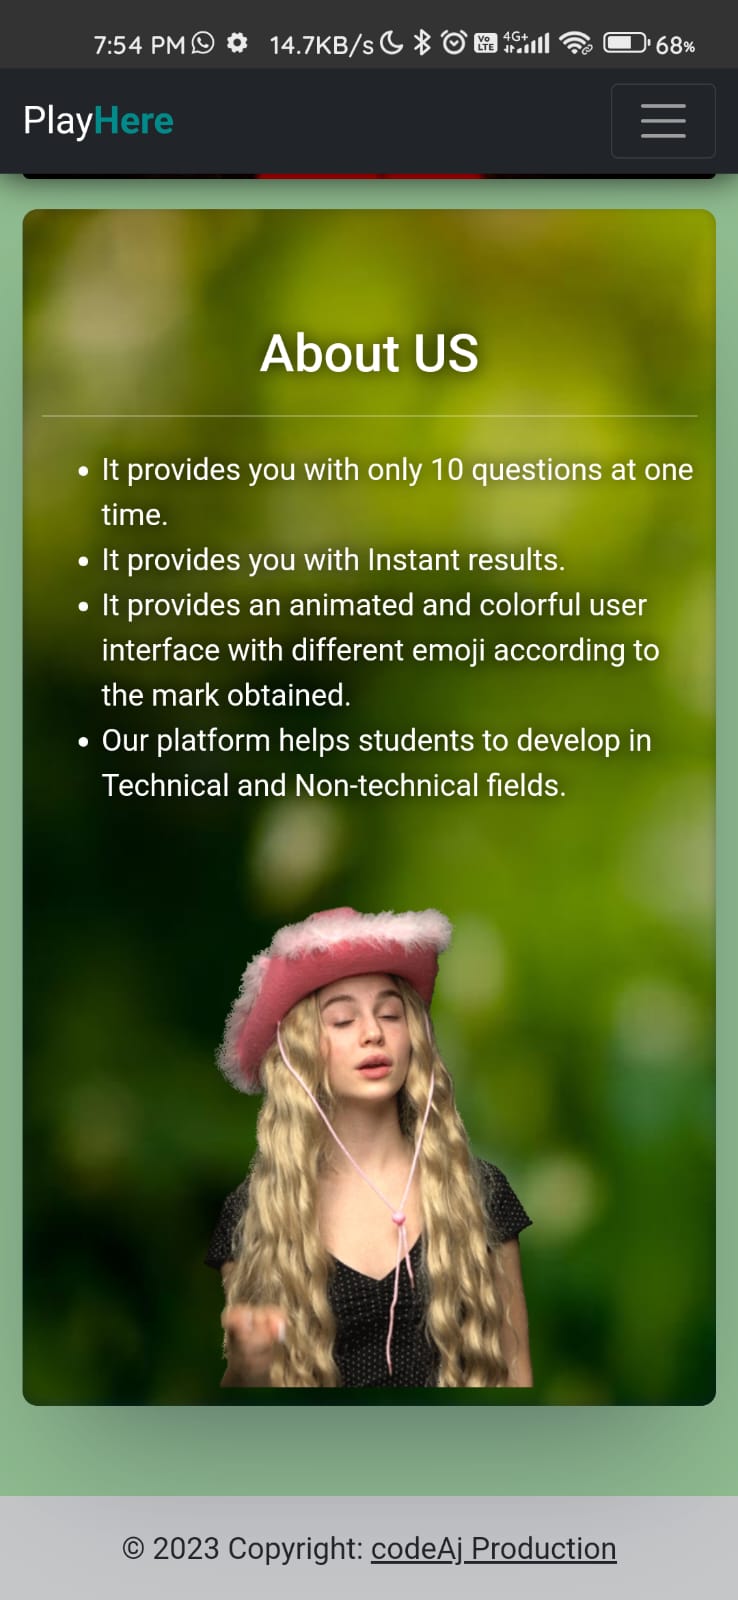 7:54 PM 14.7KB/s Vo LTE 4G+ 68%
PlayHere
About US
• It provides you with only 10 questions at one
time.
• It provides you with Instant results.
• It provides an animated and colorful user
interface with different emoji according to
the mark obtained.
• Our platform helps students to develop in
Technical and Non-technical fields.
© 2023 Copyright: codeAj Production